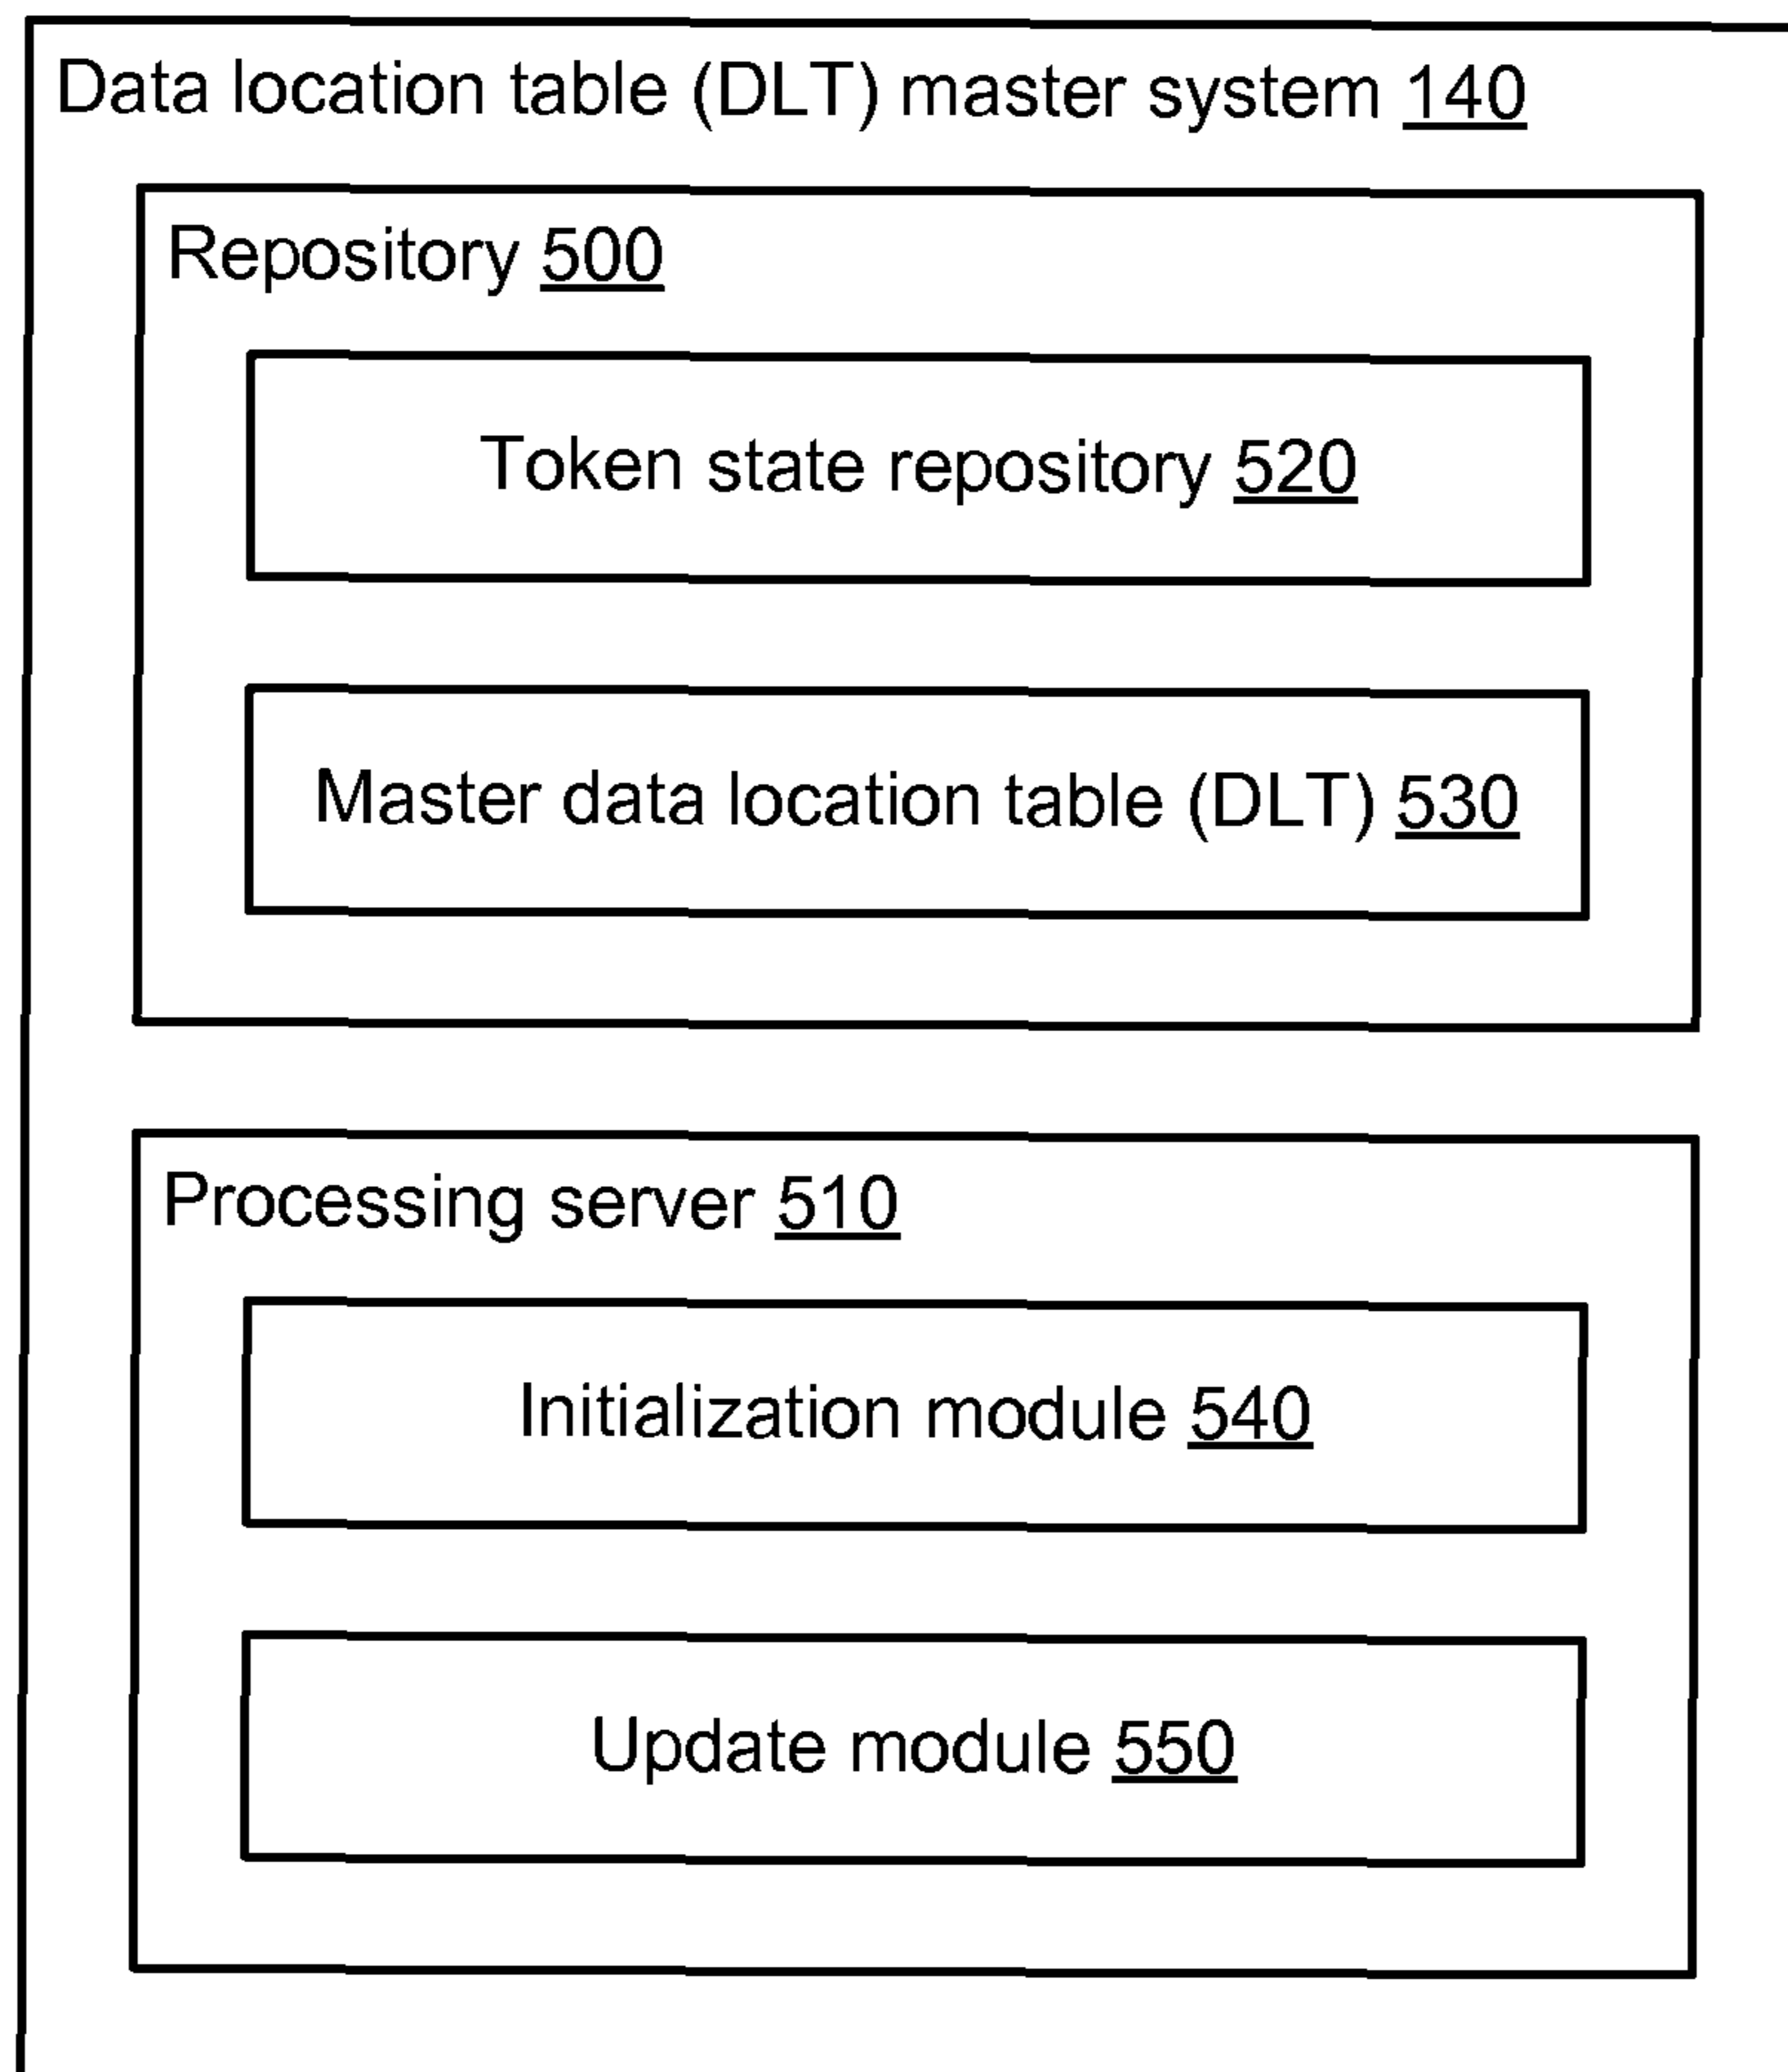 Data location table (DLT) master system 140
Repository 500
Token state repository 520
Master data location table (DLT) 530
Processing server 510
Initialization module 540
Update module 550